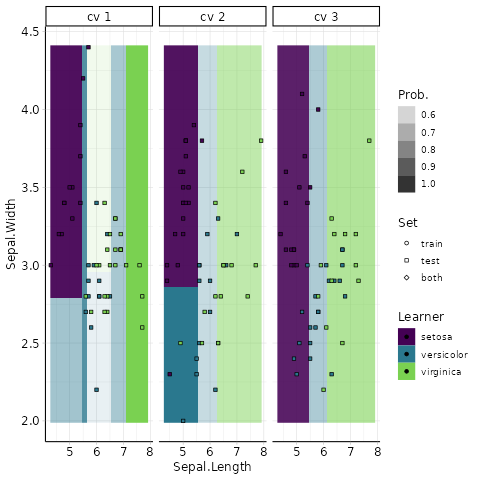 cv 1 cv 2 cv 3
4.5
4.0
3.5
3.0
2.5
2.0
Sepal.Width
5 6 7 8 5 6 7 8 5 6 7 8
Sepal.Length
Prob.
0.6
0.7
0.8
0.9
1.0
Set
train
test
both
Learner
setosa
versicolor
virginica